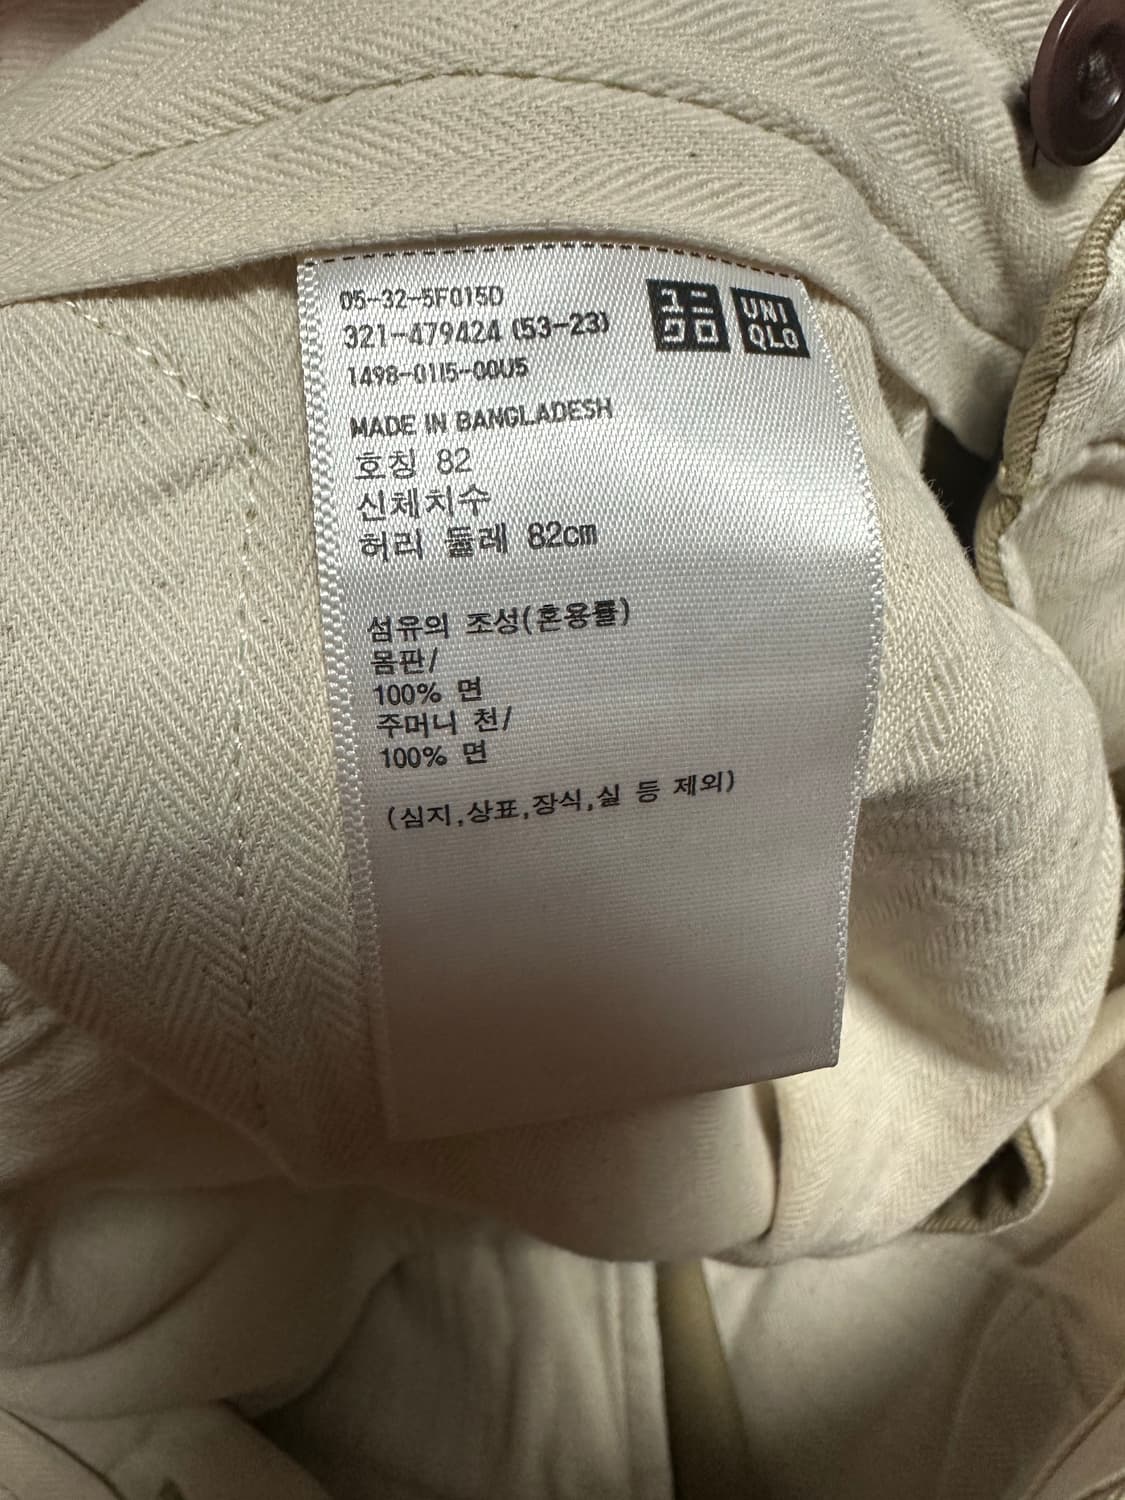 05-32-5F015D
321-479424 (53-23)
1498-0115-00U5
ユニ
クロ
UNI
QLO
MADE IN BANGLADESH
호칭 82
신체치수
허리 둘레 82cm
섬유의 조성(혼용률)
몸판/
100% 면
주머니 천/
100% 면
(심지,상표,장식,실 등 제외)